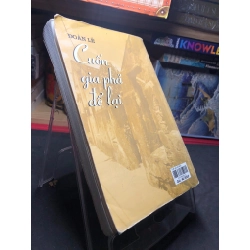 KNOWLE
ĐOÀN LÊ
Cuốn
gia phả
để lại